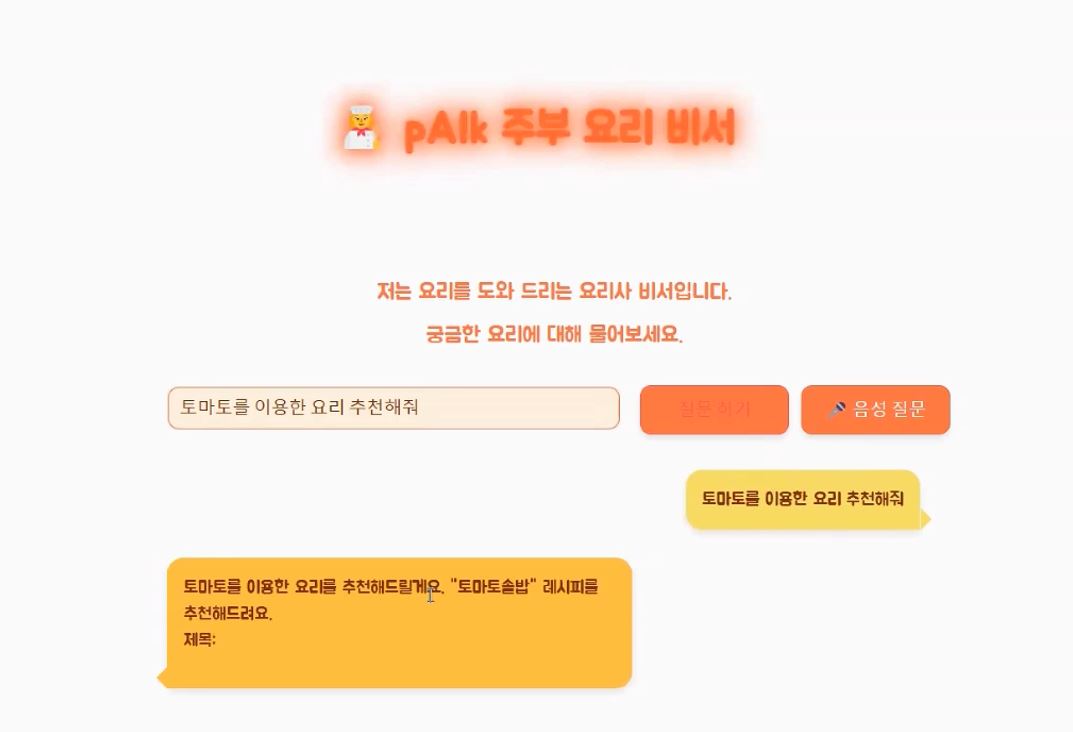 pAIk 주부 요리 비서
저는 요리를 도와 드리는 요리사 비서입니다.
궁금한 요리에 대해 물어보세요.
토마토를 이용한 요리 추천해줘
질문 하기
음성 질문
토마토를 이용한 요리 추천해줘
토마토를 이용한 요리를 추천해드릴게요. "토마토솥밥" 레시피를
추천해드려요.
제목: